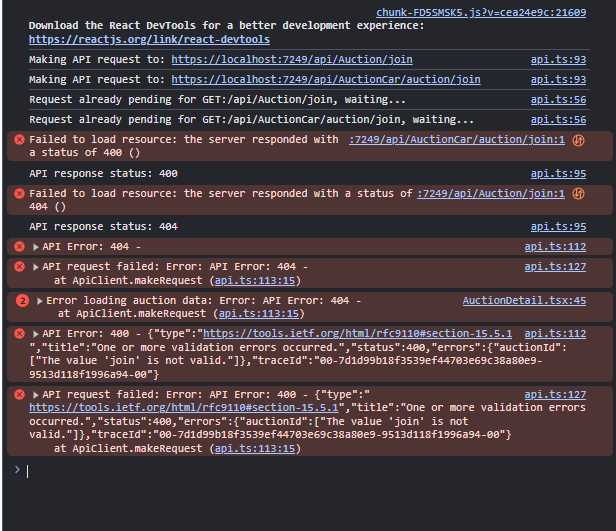 chunk-FD5SMSK5.js?v=cea24e9c:21609
Download the React DevTools for a better development experience:
https://reactjs.org/link/react-devtools
Making API request to: https://localhost:7249/api/Auction/join api.ts:93
Making API request to: https://localhost:7249/api/AuctionCar/auction/join api.ts:93
Request already pending for GET:/api/Auction/join, waiting... api.ts:56
Request already pending for GET:/api/AuctionCar/auction/join, waiting... api.ts:56
Failed to load resource: the server responded with :7249/api/AuctionCar/auction/join:1
a status of 400 ()
API response status: 400 api.ts:95
Failed to load resource: the server responded with a status of :7249/api/Auction/join:1
404 ()
API response status: 404 api.ts:95
API Error: 404 - api.ts:112
API request failed: Error: API Error: 404 - api.ts:127
at ApiClient.makeRequest (api.ts:113:15)
2 Error loading auction data: Error: API Error: 404 - AuctionDetail.tsx:45
at ApiClient.makeRequest (api.ts:113:15)
API Error: 400 - {"type":"https://tools.ietf.org/html/rfc9110#section-15.5.1 api.ts:112
","title":"One or more validation errors occurred.","status":400,"errors":{"auctionId":
["The value 'join' is not valid."]},"traceId":"00-7d1d99b18f3539ef44703e69c38a80e9-
9513d118f1996a94-00"}
API request failed: Error: API Error: 400 - {"type":" api.ts:127
https://tools.ietf.org/html/rfc9110#section-15.5.1","title":"One or more validation errors
occurred.","status":400,"errors":{"auctionId":["The value 'join' is not
valid."]},"traceId":"00-7d1d99b18f3539ef44703e69c38a80e9-9513d118f1996a94-00"}
at ApiClient.makeRequest (api.ts:113:15)